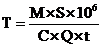 T = M×S×10⁶ / C×Q×t